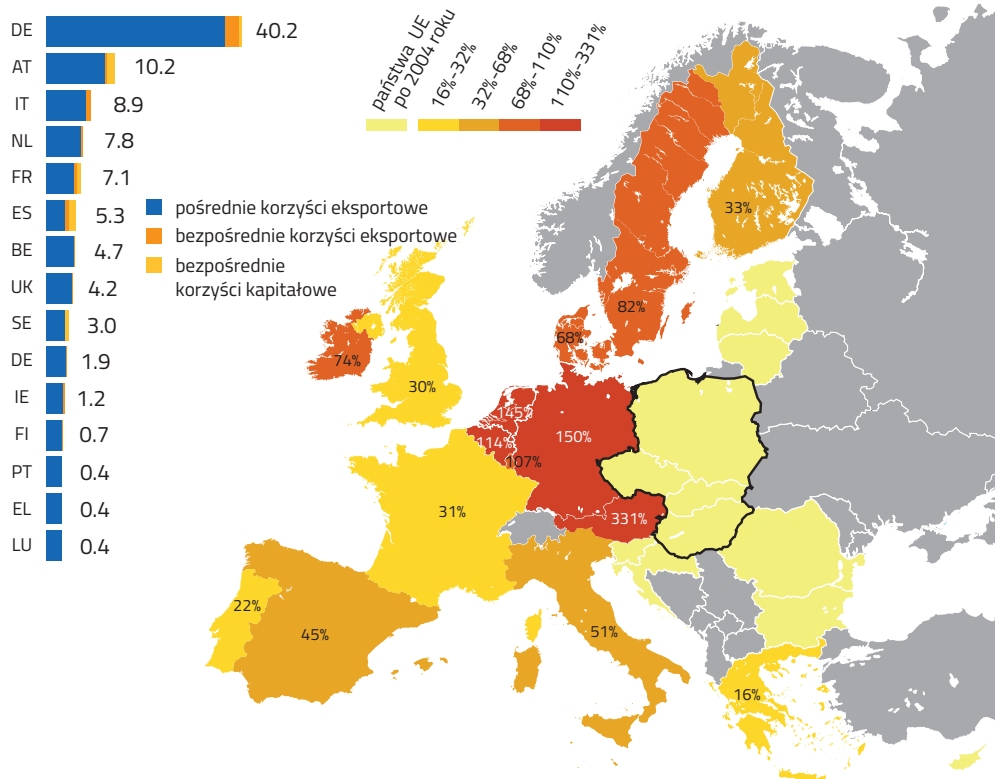 DE 40.2
AT 10.2
IT 8.9
NL 7.8
FR 7.1
ES 5.3
BE 4.7
UK 4.2
SE 3.0
DE 1.9
IE 1.2
FI 0.7
PT 0.4
EL 0.4
LU 0.4
pośrednie korzyści eksportowe
bezpośrednie korzyści eksportowe
bezpośrednie
korzyści kapitałowe
państwa UE
po 2004 roku
16%-32%
32%-68%
68%-110%
110%-331%
33%
82%
68%
74%
30%
145%
114%
150%
107%
31%
331%
22%
45%
51%
16%